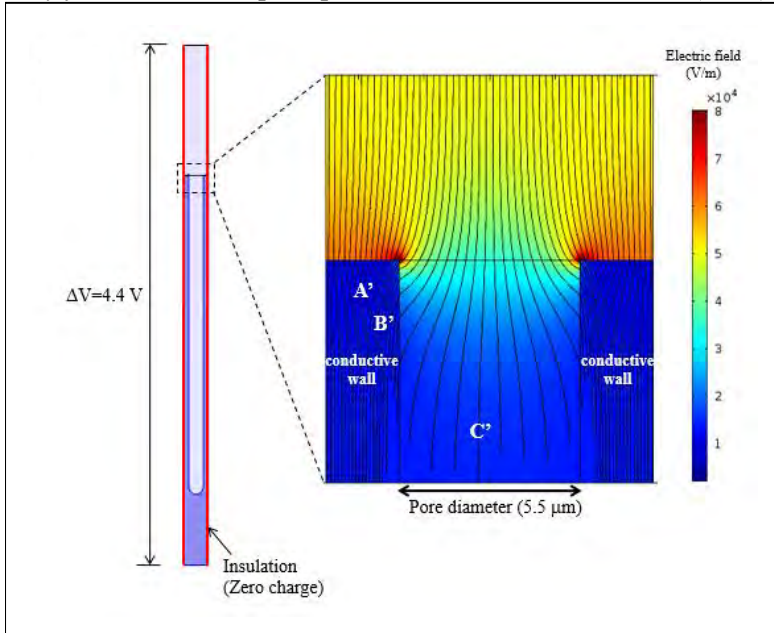 Electric field
(V/m)
×10⁴
8
7
6
5
4
3
2
1
ΔV=4.4 V
A’
B’
conductive
wall
conductive
wall
C’
Pore diameter (5.5 μm)
Insulation
(Zero charge)